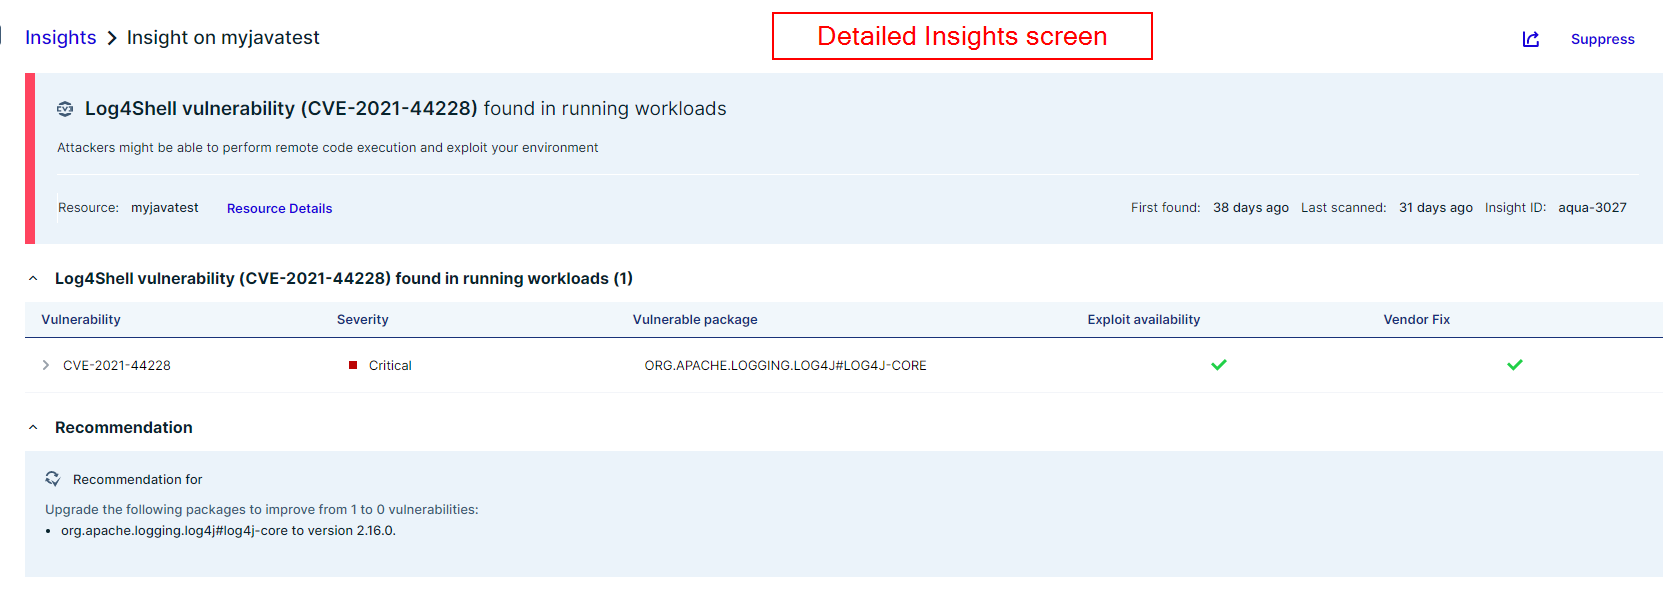 Insights > Insight on myjavatest
Detailed Insights screen
Suppress
Log4Shell vulnerability (CVE-2021-44228) found in running workloads
Attackers might be able to perform remote code execution and exploit your environment
Resource: myjavatest Resource Details First found: 38 days ago Last scanned: 31 days ago Insight ID: aqua-3027
Log4Shell vulnerability (CVE-2021-44228) found in running workloads (1)
Vulnerability Severity Vulnerable package Exploit availability Vendor Fix
CVE-2021-44228 Critical ORG.APACHE.LOGGING.LOG4J#LOG4J-CORE
Recommendation
Recommendation for
Upgrade the following packages to improve from 1 to 0 vulnerabilities:
• org.apache.logging.log4j#log4j-core to version 2.16.0.